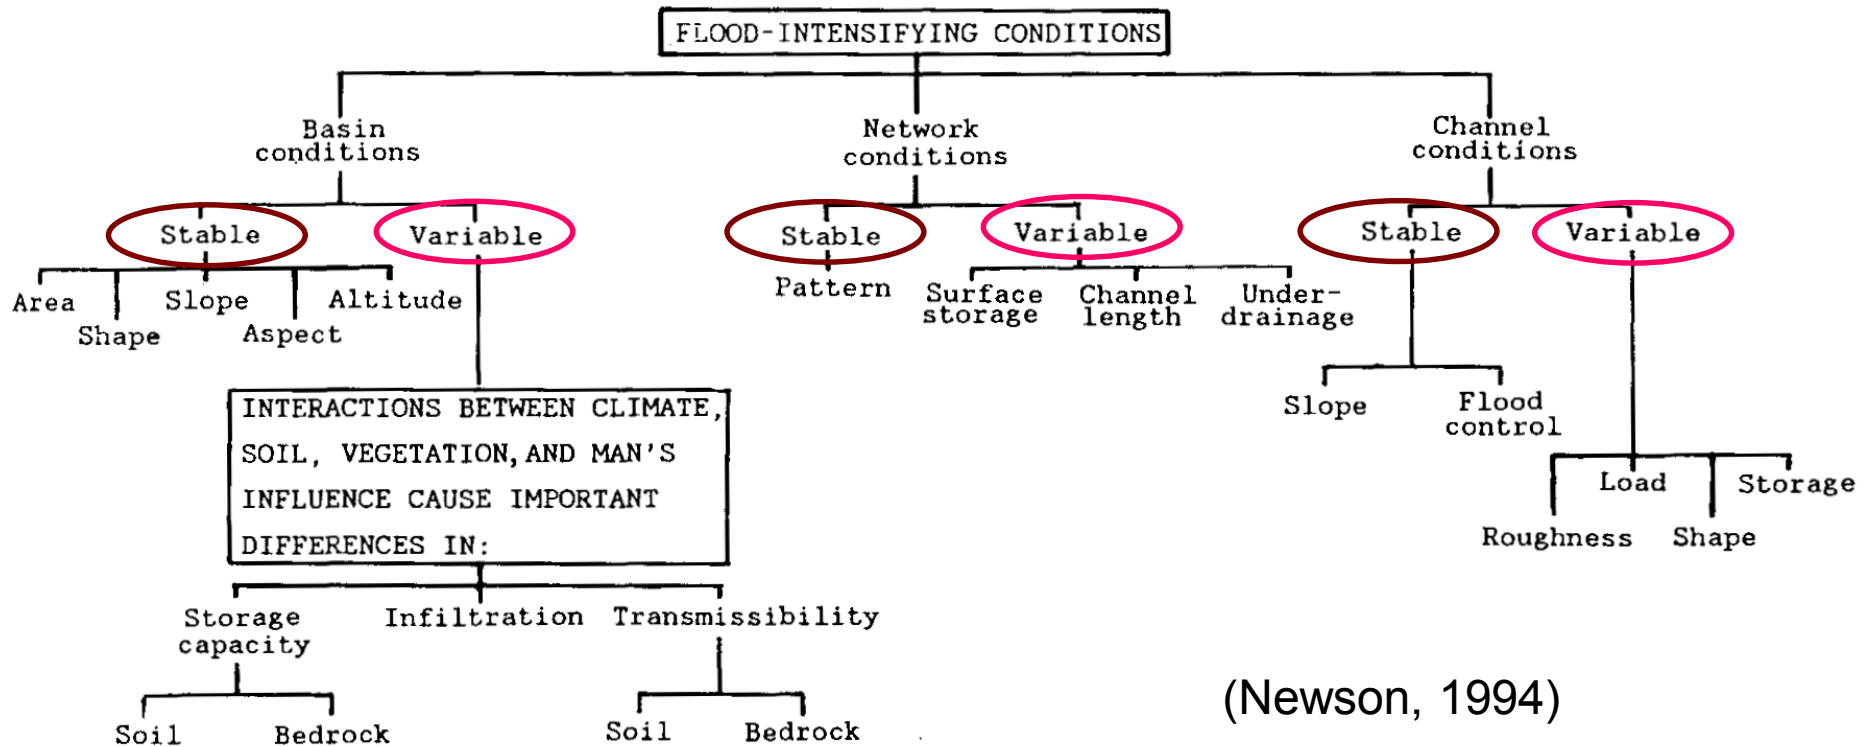 FLOOD-INTENSIFYING CONDITIONS
Basin
conditions
Network
conditions
Channel
conditions
Stable
Variable
Stable
Variable
Stable
Variable
Area
Shape
Slope
Aspect
Altitude
Pattern
Surface
storage
Channel
length
Under-
drainage
Slope
Flood
control
Roughness
Load
Shape
Storage
INTERACTIONS BETWEEN CLIMATE,
SOIL, VEGETATION, AND MAN'S
INFLUENCE CAUSE IMPORTANT
DIFFERENCES IN:
Storage
capacity
Infiltration
Transmissibility
Soil
Bedrock
Soil
Bedrock
(Newson, 1994)